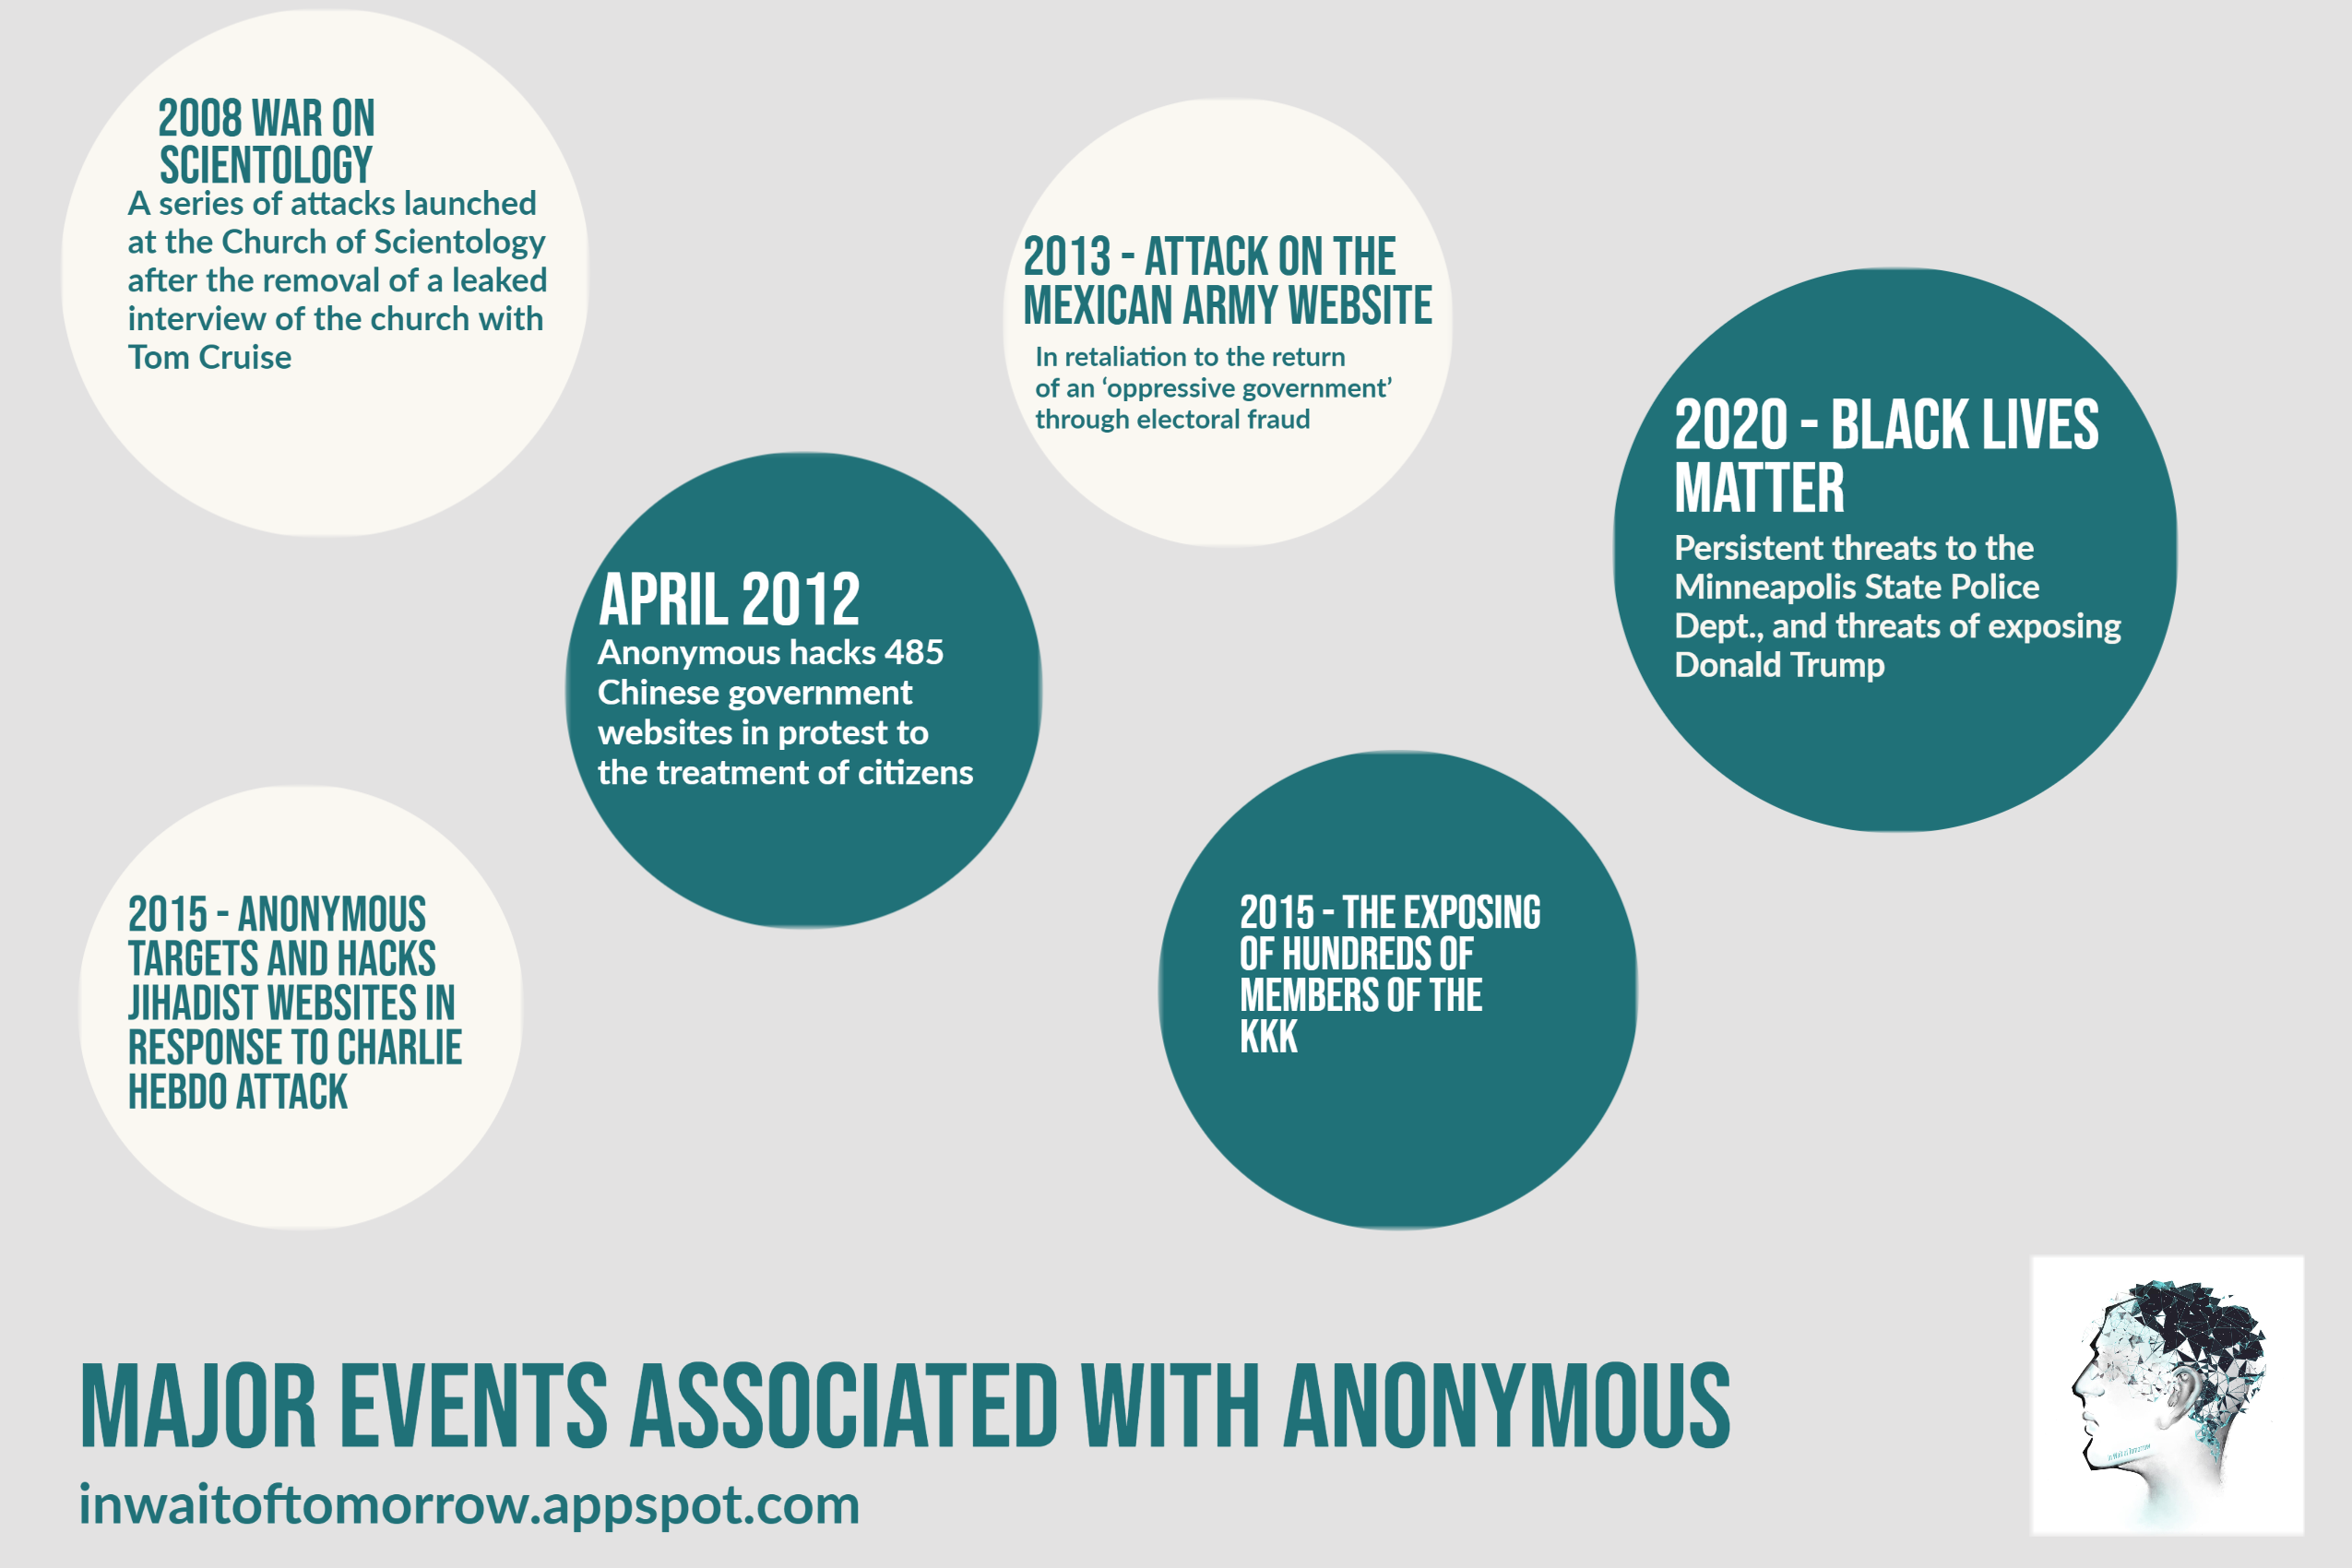 2008 WAR ON
SCIENTOLOGY
A series of attacks launched
at the Church of Scientology
after the removal of a leaked
interview of the church with
Tom Cruise
2013 - ATTACK ON THE
MEXICAN ARMY WEBSITE
In retaliation to the return
of an ‘oppressive government’
through electoral fraud
2020 - BLACK LIVES
MATTER
Persistent threats to the
Minneapolis State Police
Dept., and threats of exposing
Donald Trump
APRIL 2012
Anonymous hacks 485
Chinese government
websites in protest to
the treatment of citizens
2015 - ANONYMOUS
TARGETS AND HACKS
JIHADIST WEBSITES IN
RESPONSE TO CHARLIE
HEBDO ATTACK
2015 - THE EXPOSING
OF HUNDREDS OF
MEMBERS OF THE
KKK
MAJOR EVENTS ASSOCIATED WITH ANONYMOUS
inwaitoftomorrow.appspot.com